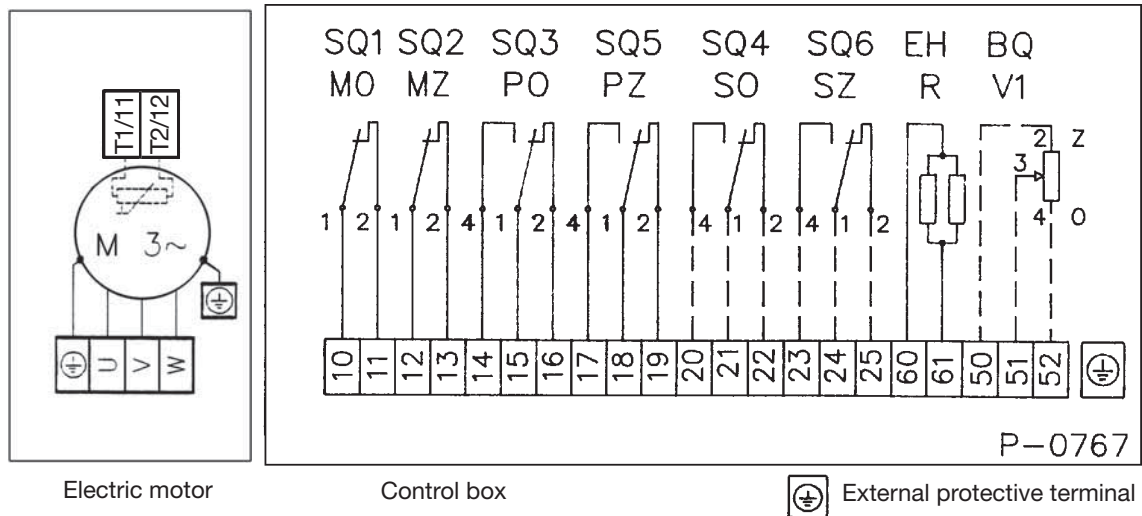 T1/11 T2/12
M 3~
U V W
Electric motor
SQ1 SQ2 SQ3 SQ5 SQ4 SQ6 EH BQ
MO MZ PO PZ SO SZ R V1
2 Z
3
1 2 1 2 4 1 2 4 1 2 4 1 2 4 1 2 4 O
10 11 12 13 14 15 16 17 18 19 20 21 22 23 24 25 60 61 50 51 52
P-0767
Control box
External protective terminal